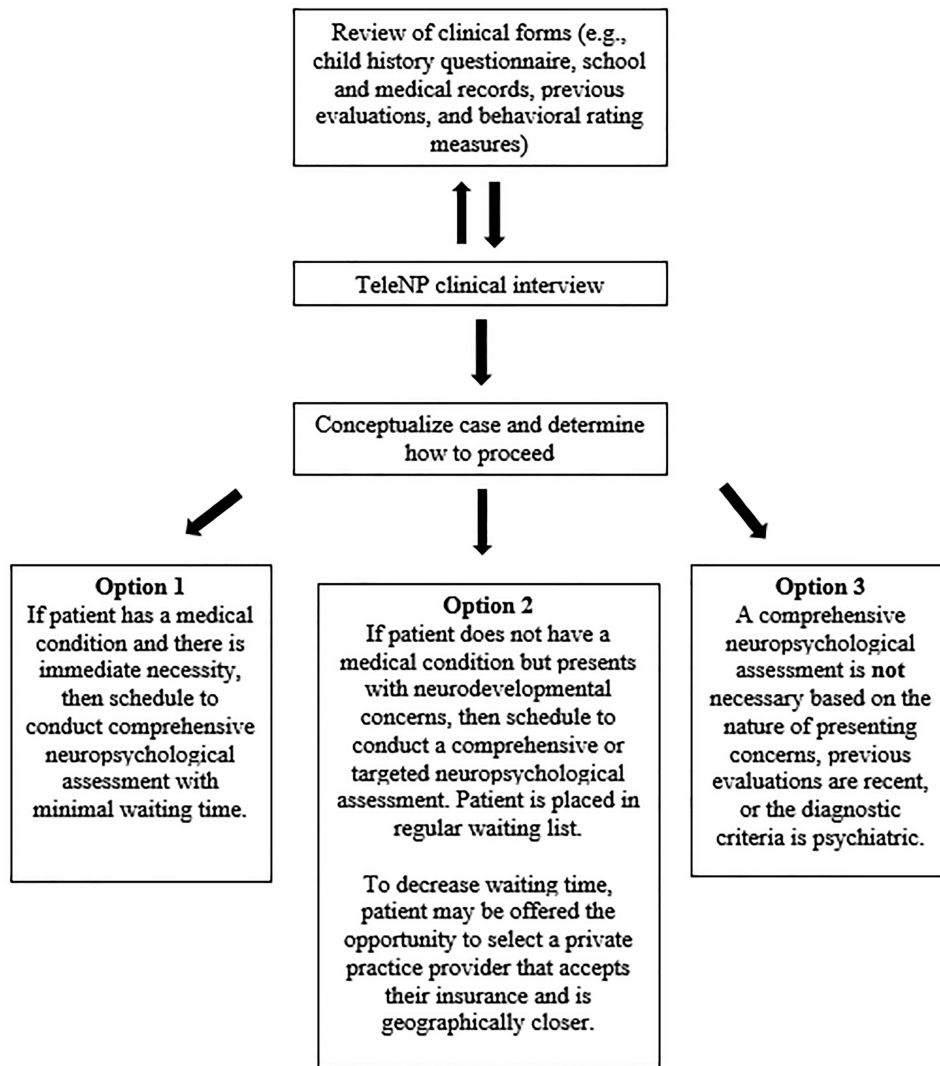 Review of clinical forms (e.g.,
child history questionnaire, school
and medical records, previous
evaluations, and behavioral rating
measures)
TeleNP clinical interview
Conceptualize case and determine
how to proceed
Option 1
If patient has a medical
condition and there is
immediate necessity,
then schedule to
conduct comprehensive
neuropsychological
assessment with
minimal waiting time.
Option 2
If patient does not have a
medical condition but presents
with neurodevelopmental
concerns, then schedule to
conduct a comprehensive or
targeted neuropsychological
assessment. Patient is placed in
regular waiting list.
To decrease waiting time,
patient may be offered the
opportunity to select a private
practice provider that accepts
their insurance and is
geographically closer.
Option 3
A comprehensive
neuropsychological
assessment is not
necessary based on the
nature of presenting
concerns, previous
evaluations are recent,
or the diagnostic
criteria is psychiatric.